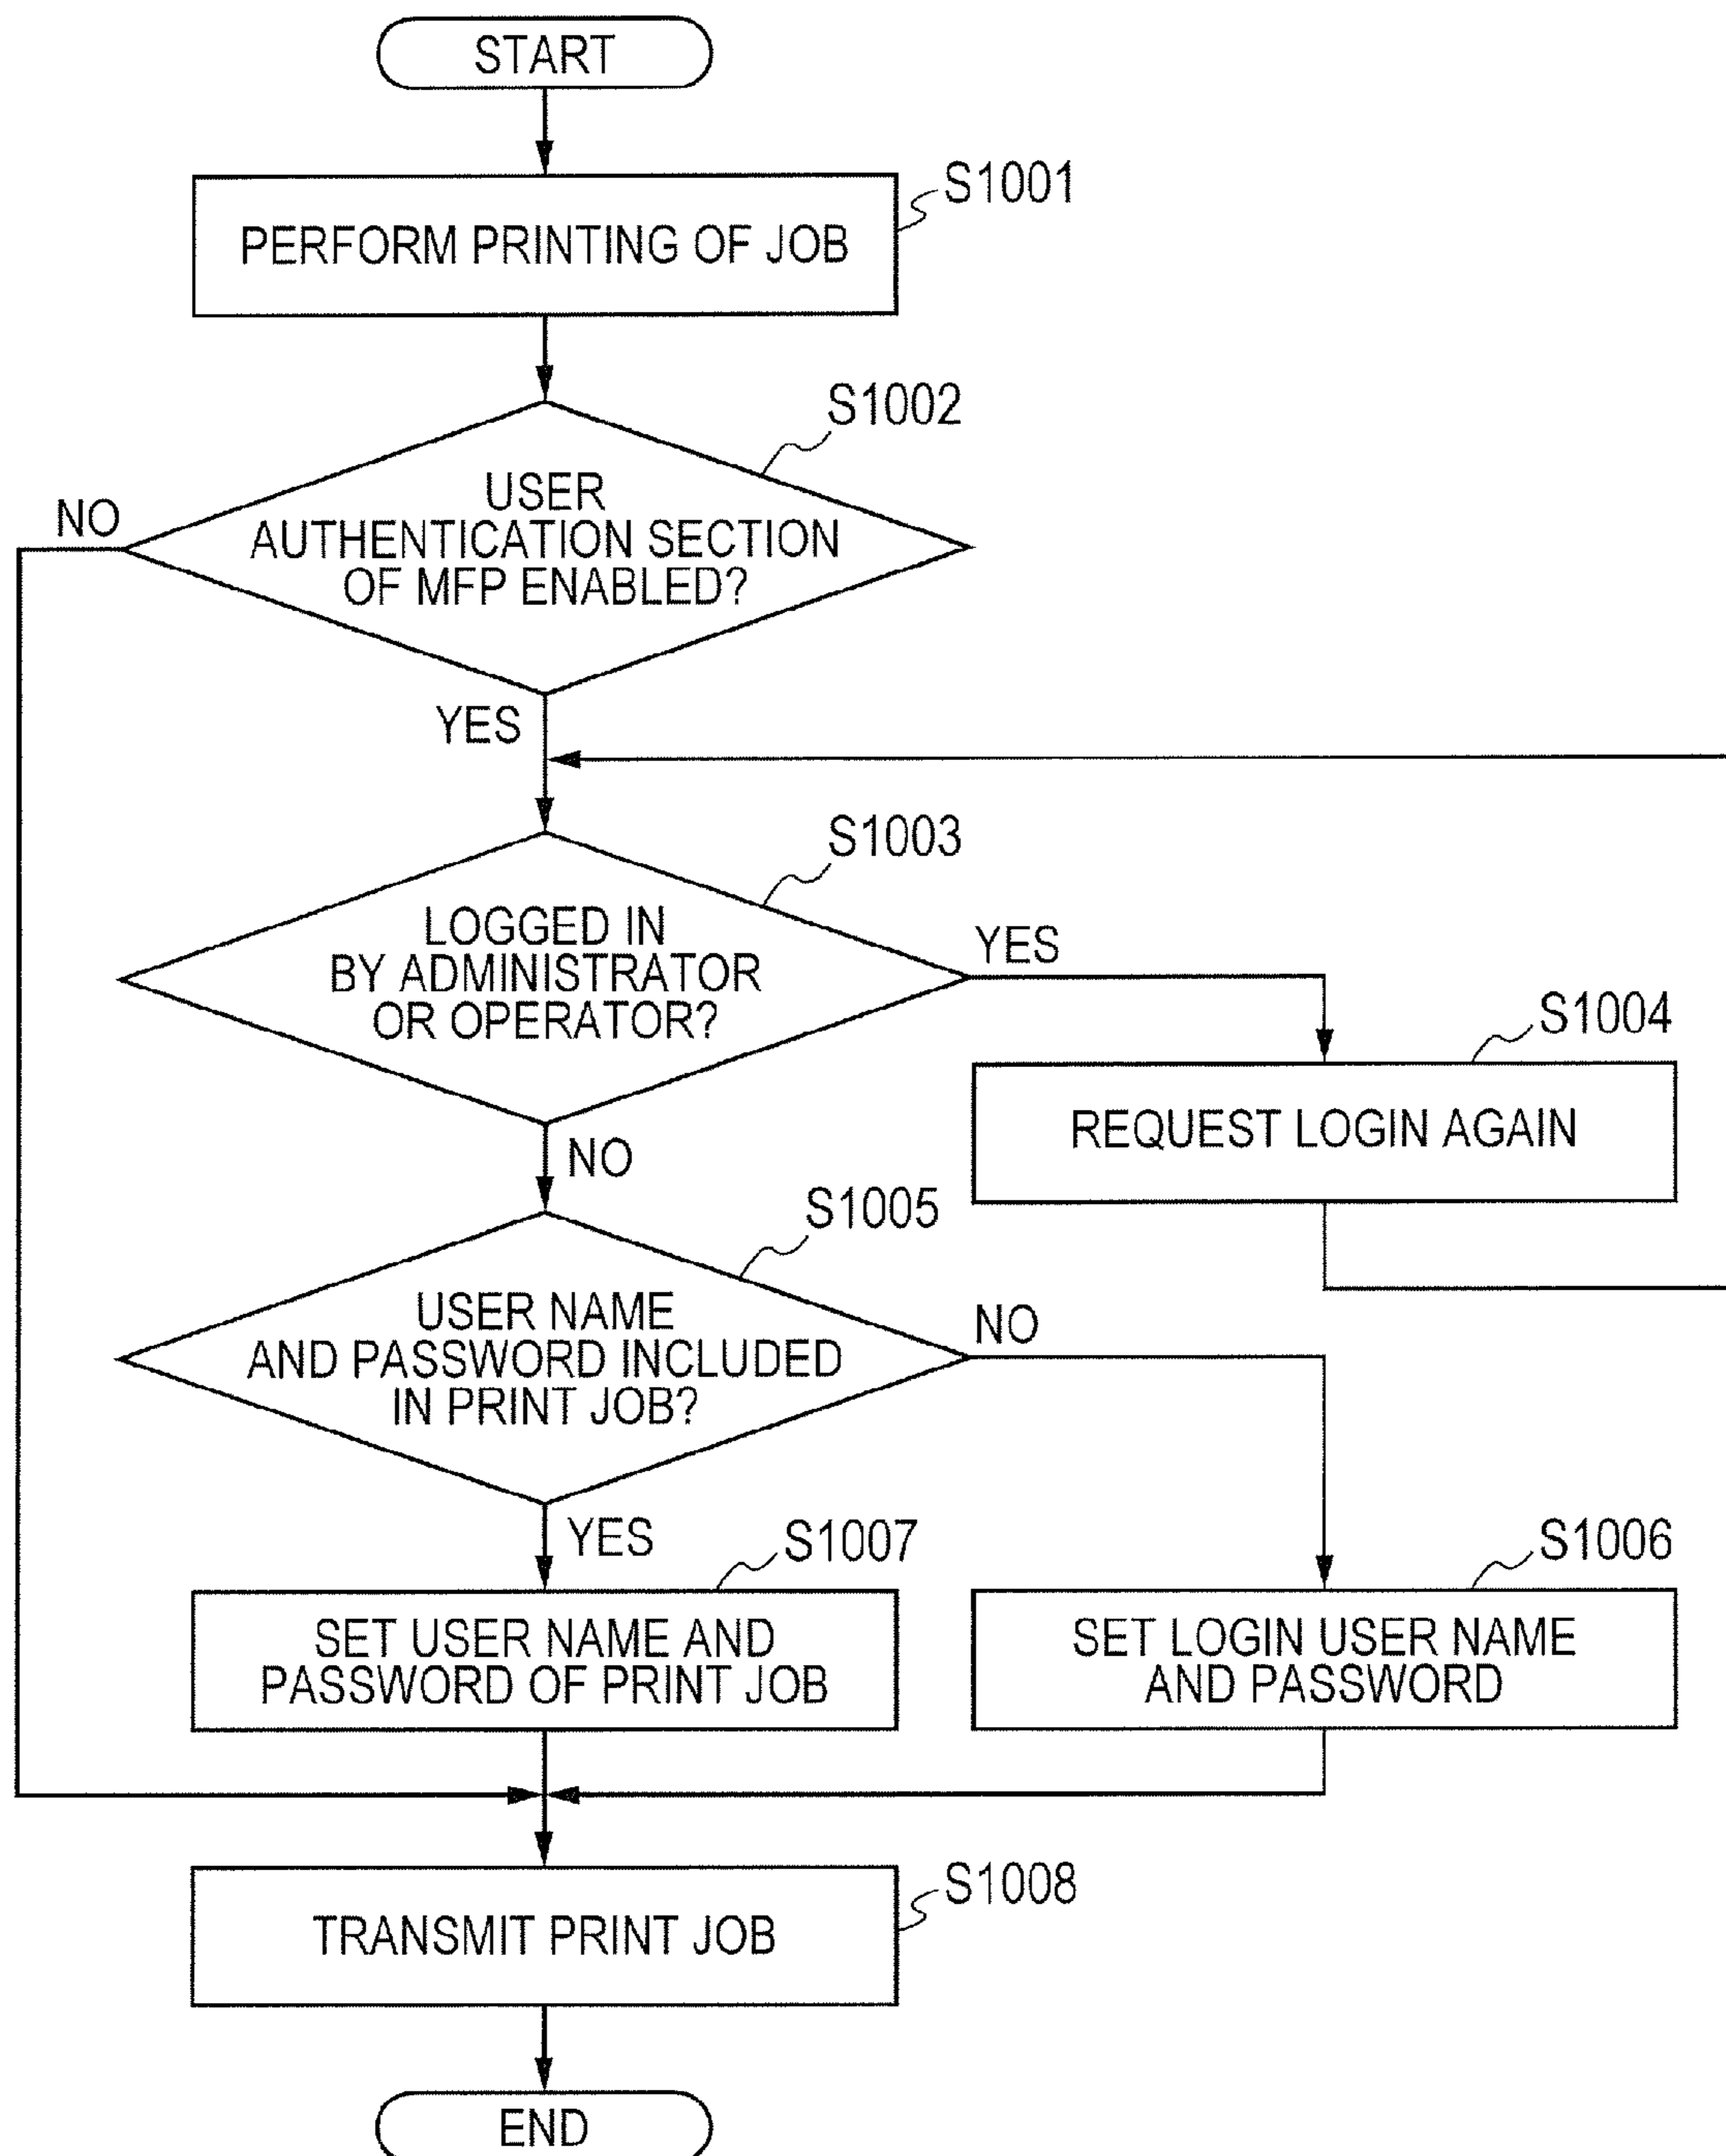 START
S1001
PERFORM PRINTING OF JOB
S1002
USER
AUTHENTICATION SECTION
OF MFP ENABLED?
NO
YES
S1003
LOGGED IN
BY ADMINISTRATOR
OR OPERATOR?
YES
S1004
REQUEST LOGIN AGAIN
NO
S1005
USER NAME
AND PASSWORD INCLUDED
IN PRINT JOB?
NO
YES
S1007
SET USER NAME AND
PASSWORD OF PRINT JOB
S1006
SET LOGIN USER NAME
AND PASSWORD
S1008
TRANSMIT PRINT JOB
END